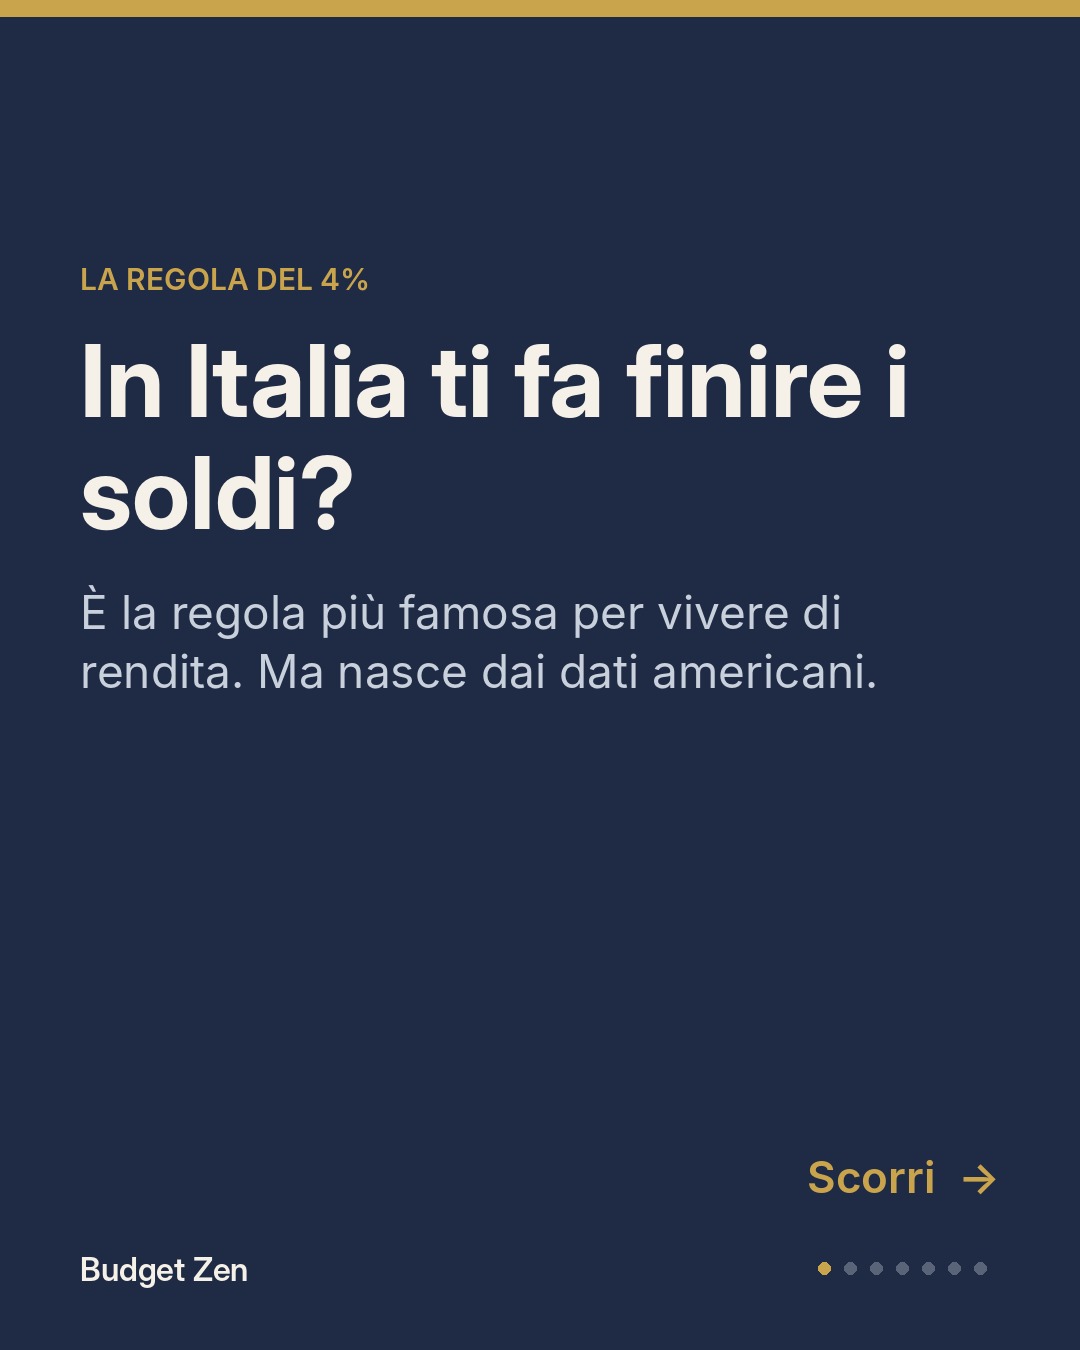 LA REGOLA DEL 4%
In Italia ti fa finire i
soldi?
È la regola più famosa per vivere di
rendita. Ma nasce dai dati americani.
Scorri →
Budget Zen